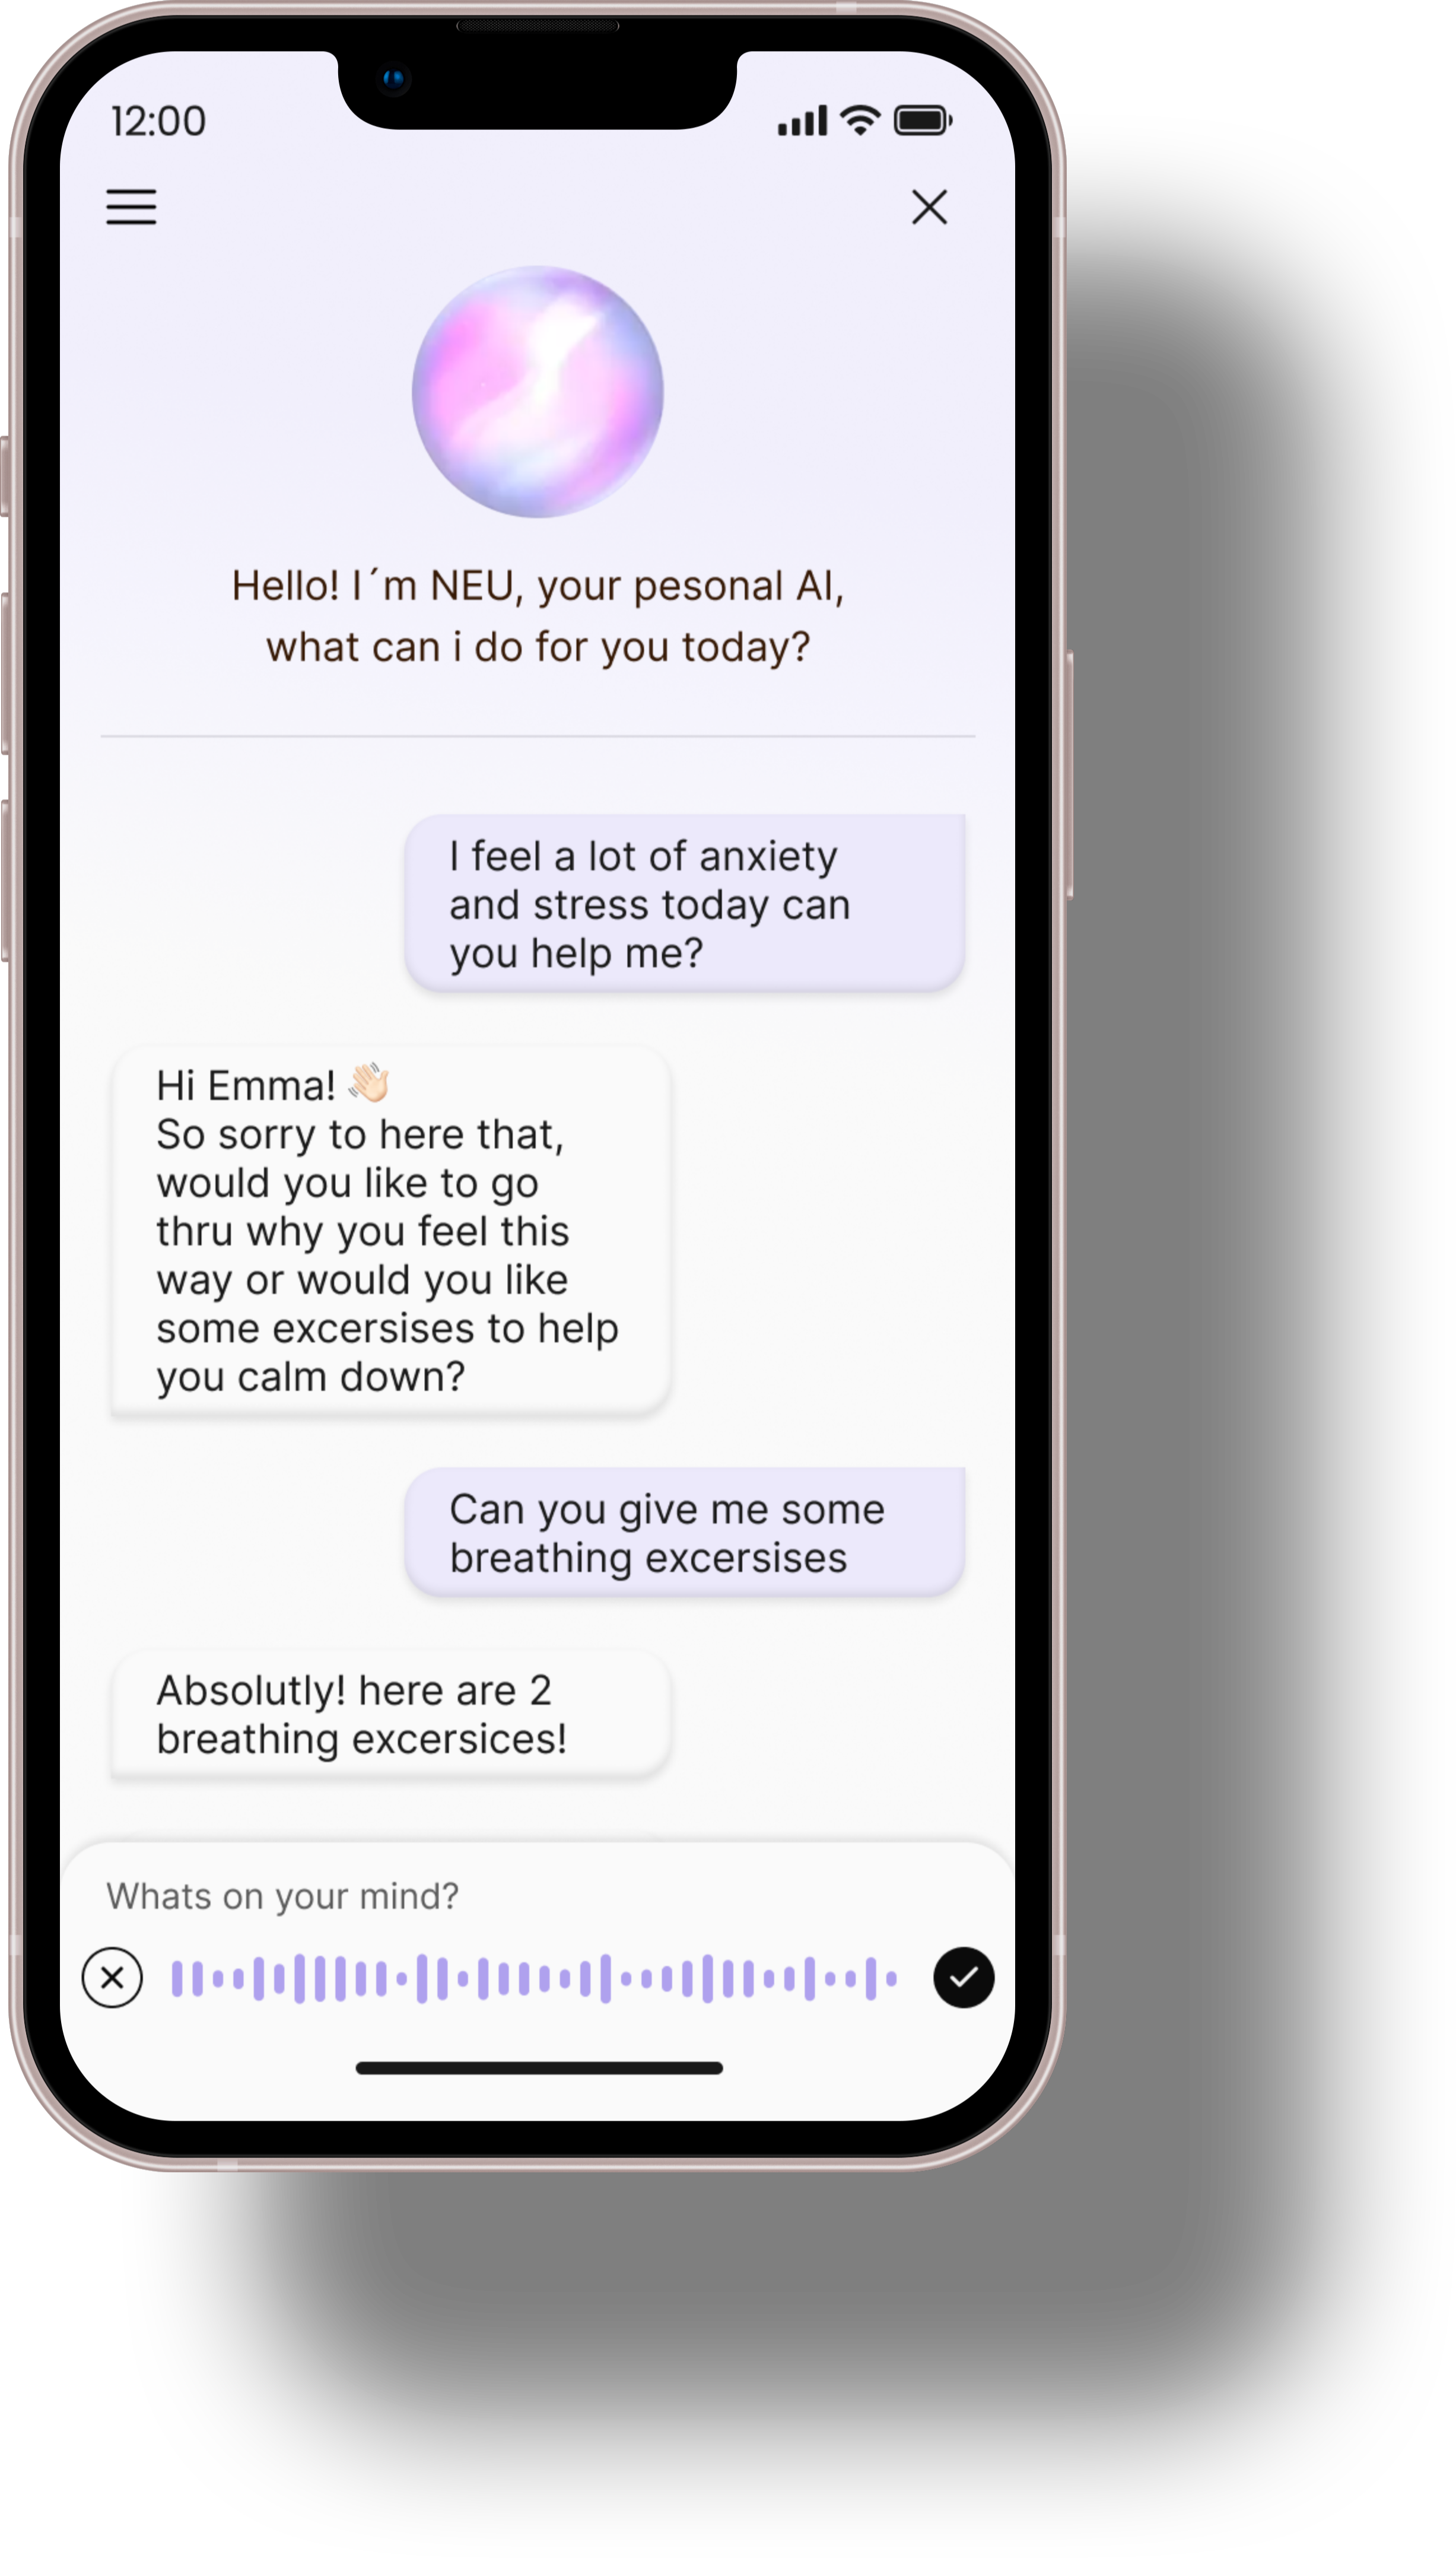 12:00
Hello! I´m NEU, your pesonal AI,
what can i do for you today?
I feel a lot of anxiety
and stress today can
you help me?
Hi Emma! 👋🏻
So sorry to here that,
would you like to go
thru why you feel this
way or would you like
some excersises to help
you calm down?
Can you give me some
breathing excersises
Absolutly! here are 2
breathing excersices!
Whats on your mind?